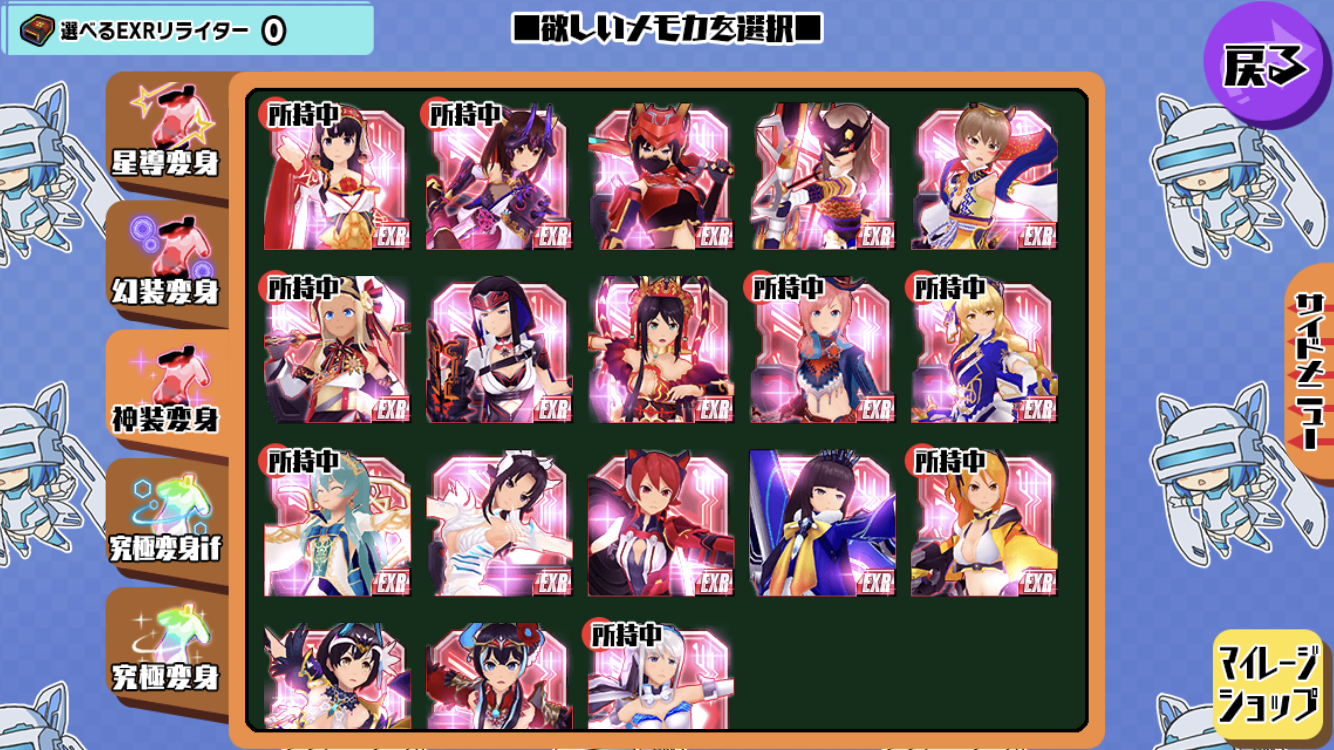 選べるEXRリライター 0
■欲しいメモカを選択■
戻る
星導変身
幻装変身
神装変身
究極変身if
究極変身
所持中
所持中
EXR
EXR
EXR
EXR
EXR
所持中
所持中
所持中
EXR
EXR
EXR
EXR
EXR
所持中
所持中
EXR
EXR
EXR
EXR
EXR
所持中
サイドメニュー
マイレージ
ショップ